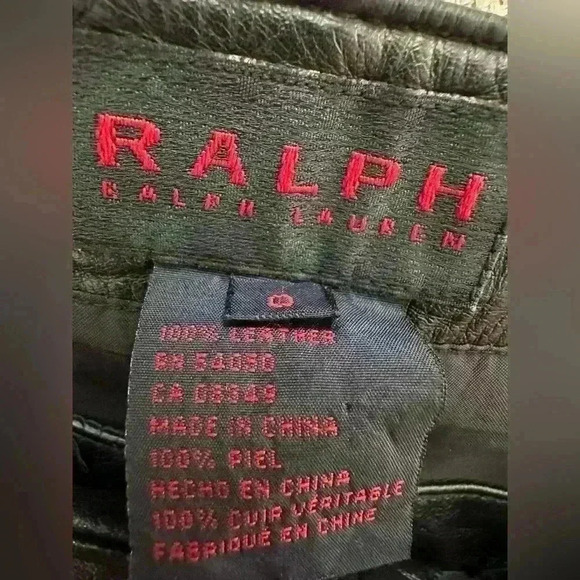 RALPH
RALPH LAUREN
8
100% LEATHER
RN 54050
CA 08549
MADE IN CHINA
100% PIEL
HECHO EN CHINA
100% CUIR VÉRITABLE
FABRIQUÉ EN CHINE